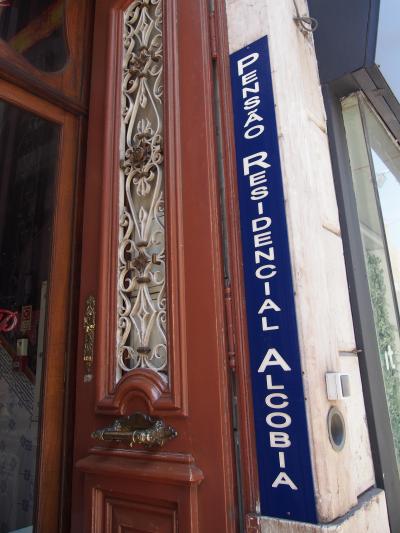 PENSÃO RESIDENCIAL ALCOBIA